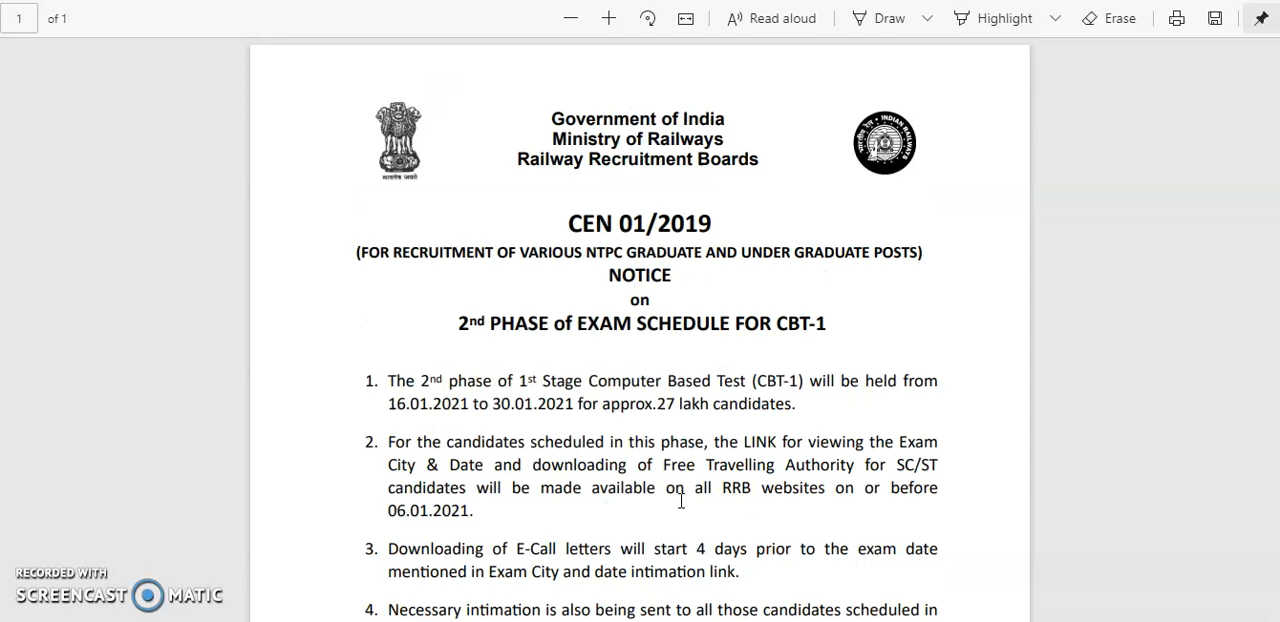 1 of 1 Read aloud Draw Highlight Erase
Government of India
Ministry of Railways
Railway Recruitment Boards
सत्यमेव जयते
INDIAN RAILWAYS
CEN 01/2019
(FOR RECRUITMENT OF VARIOUS NTPC GRADUATE AND UNDER GRADUATE POSTS)
NOTICE
on
2nd PHASE of EXAM SCHEDULE FOR CBT-1
1. The 2nd phase of 1st Stage Computer Based Test (CBT-1) will be held from
16.01.2021 to 30.01.2021 for approx.27 lakh candidates.
2. For the candidates scheduled in this phase, the LINK for viewing the Exam
City & Date and downloading of Free Travelling Authority for SC/ST
candidates will be made available on all RRB websites on or before
06.01.2021.
3. Downloading of E-Call letters will start 4 days prior to the exam date
mentioned in Exam City and date intimation link.
4. Necessary intimation is also being sent to all those candidates scheduled in
RECORDED WITH
SCREENCAST MATIC